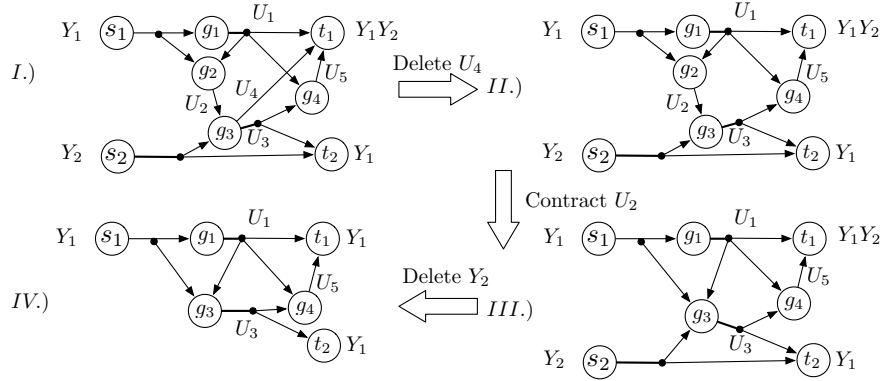 I.)
Y₁ s₁ g₁ U₁ t₁ Y₁Y₂
g₂ U₄ U₅ g₄
U₂ g₃ U₃
Y₂ s₂ t₂ Y₁
Delete U₄
II.)
Y₁ s₁ g₁ U₁ t₁ Y₁Y₂
g₂ U₅ g₄
U₂ g₃ U₃
Y₂ s₂ t₂ Y₁
Contract U₂
III.)
Y₁ s₁ g₁ U₁ t₁ Y₁Y₂
g₃ U₃ U₅ g₄
Y₂ s₂ t₂ Y₁
Delete Y₂
IV.)
Y₁ s₁ g₁ U₁ t₁ Y₁
g₃ U₃ U₅ g₄
t₂ Y₁